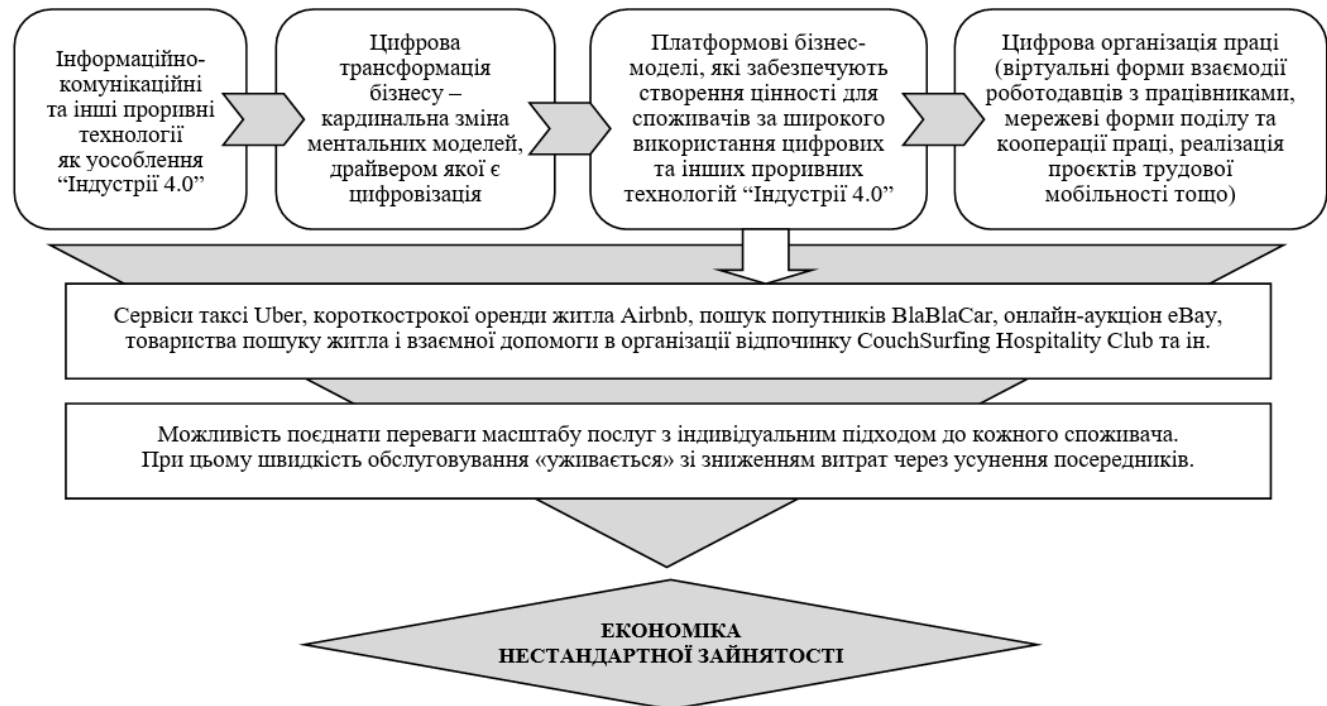 Інформаційно-
комунікаційні
та інші проривні
технології
як уособлення
“Індустрії 4.0”
Цифрова
трансформація
бізнесу –
кардинальна зміна
ментальних моделей,
драйвером якої є
цифровізація
Платформові бізнес-
моделі, які забезпечують
створення цінності для
споживачів за широкого
використання цифрових
та інших проривних
технологій “Індустрії 4.0”
Цифрова організація праці
(віртуальні форми взаємодії
роботодавців з працівниками,
мережеві форми поділу та
кооперації праці, реалізація
проєктів трудової
мобільності тощо)
Сервіси таксі Uber, короткострокої оренди житла Airbnb, пошук попутників BlaBlaCar, онлайн-аукціон eBay,
товариства пошуку житла і взаємної допомоги в організації відпочинку CouchSurfing Hospitality Club та ін.
Можливість поєднати переваги масштабу послуг з індивідуальним підходом до кожного споживача.
При цьому швидкість обслуговування «уживається» зі зниженням витрат через усунення посередників.
ЕКОНОМІКА
НЕСТАНДАРТНОЇ ЗАЙНЯТОСТІ